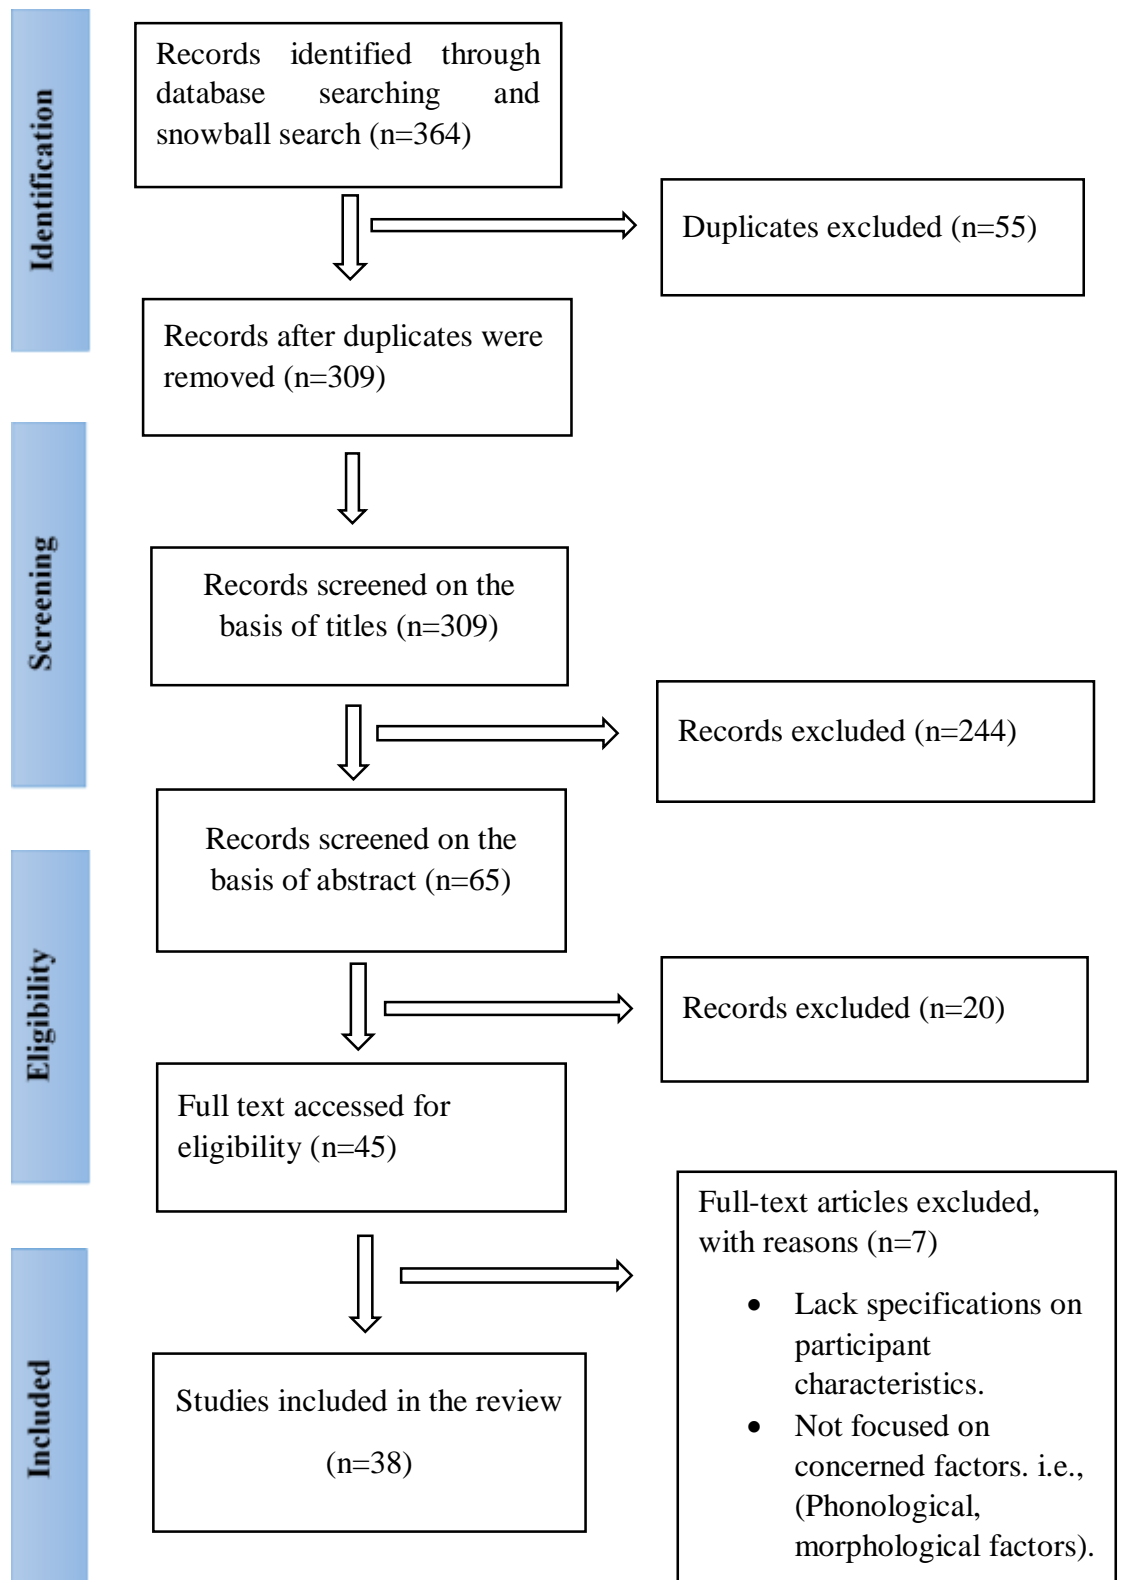 Identification
Records identified through
database searching and
snowball search (n=364)
Duplicates excluded (n=55)
Records after duplicates were
removed (n=309)
Screening
Records screened on the
basis of titles (n=309)
Records excluded (n=244)
Records screened on the
basis of abstract (n=65)
Eligibility
Records excluded (n=20)
Full text accessed for
eligibility (n=45)
Full-text articles excluded,
with reasons (n=7)
• Lack specifications on
participant
characteristics.
• Not focused on
concerned factors. i.e.,
(Phonological,
morphological factors).
Included
Studies included in the review
(n=38)